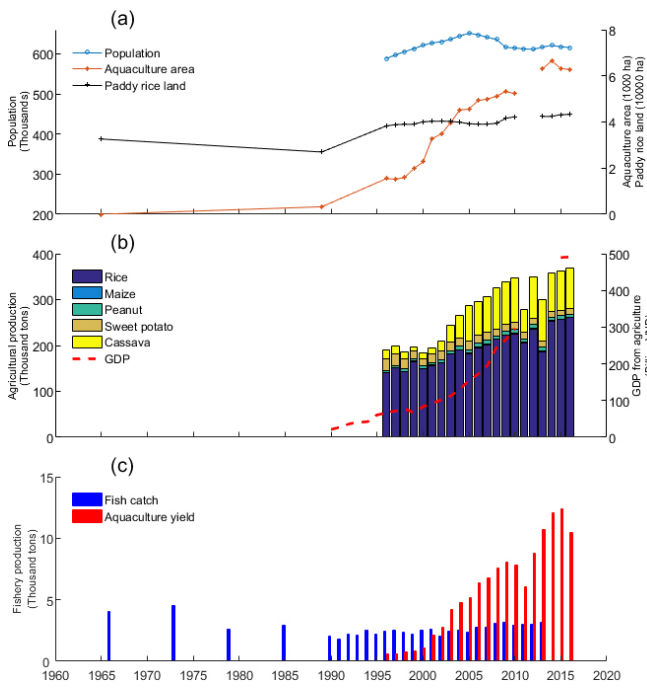 (a)
600
500
400
300
200
Population
(Thousands)
Population
Aquaculture area
Paddy rice land
8
6
4
2
0
Aquaculture area (1000 ha)
Paddy rice land (10000 ha)
(b)
400
300
200
100
0
Agricultural production
(Thousand tons)
Rice
Maize
Peanut
Sweet potato
Cassava
GDP
500
400
300
200
100
0
GDP from agriculture
(c)
15
10
5
0
Fishery production
(Thousand tons)
Fish catch
Aquaculture yield
1960 1965 1970 1975 1980 1985 1990 1995 2000 2005 2010 2015 2020